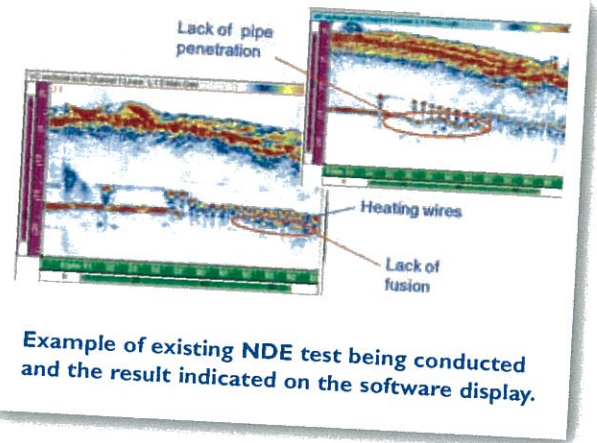 Lack of pipe
penetration
Heating wires
Lack of
fusion
Example of existing NDE test being conducted
and the result indicated on the software display.